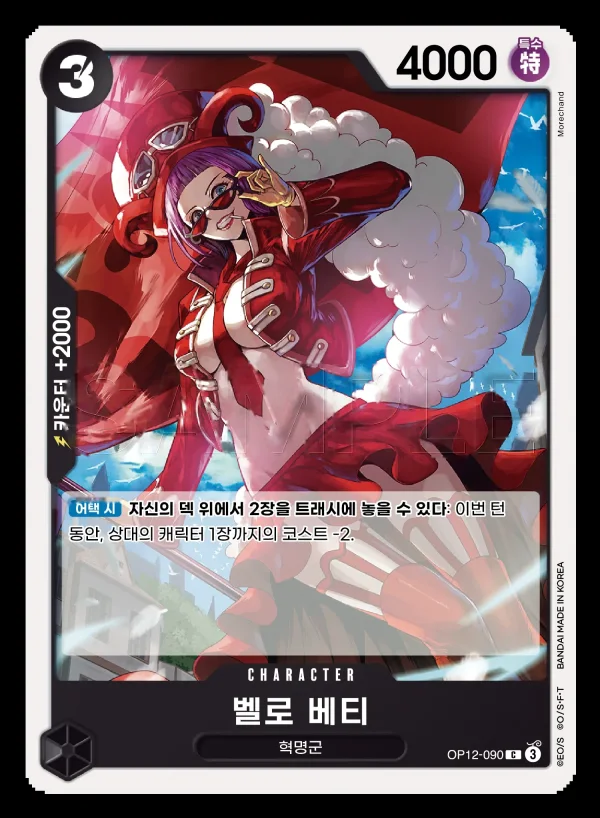 3
4000
특수
特
Morechand
카운터 +2000
SAMPLE
어택 시 자신의 덱 위에서 2장을 트래시에 놓을 수 있다: 이번 턴
동안, 상대의 캐릭터 1장까지의 코스트 -2.
CHARACTER
벨로 베티
혁명군
OP12-090 C 3
©EO/S ©O/S·F·T BANDAI MADE IN KOREA